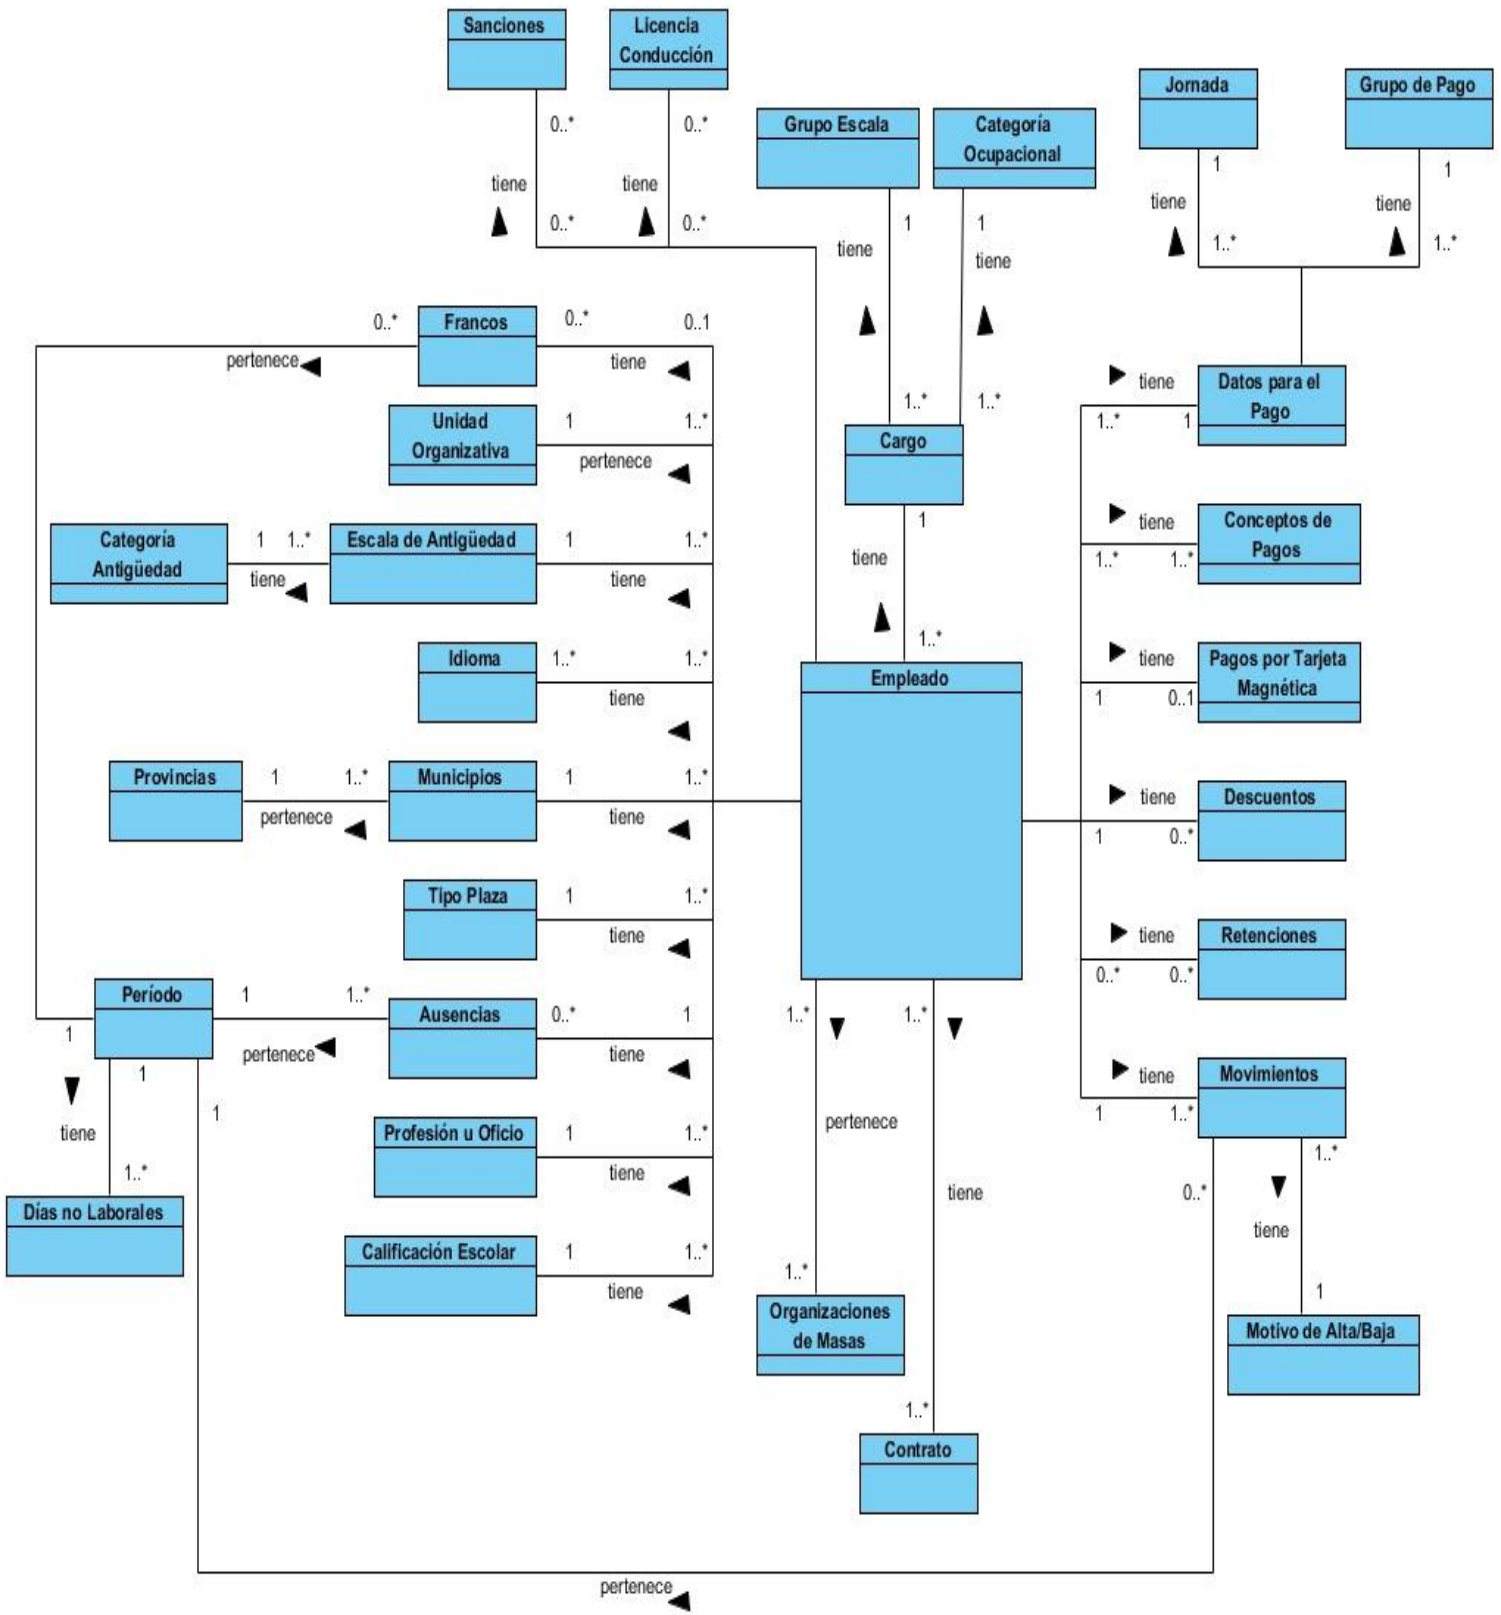 Sanciones
Licencia
Conducción
0..*
0..*
tiene
tiene
0..*
0..*
Grupo Escala
Categoría
Ocupacional
1
1
tiene
tiene
1..*
1..*
Jornada
Grupo de Pago
1
1
tiene
tiene
1..*
1..*
0..*
Francos
0..*
0..1
pertenece
tiene
Unidad
Organizativa
1
1..*
pertenece
Categoría
Antigüedad
1
1..*
tiene
Escala de Antigüedad
1
1..*
tiene
Idioma
1..*
1..*
tiene
Provincias
1
1..*
pertenece
Municipios
1
1..*
tiene
Tipo Plaza
1
1..*
tiene
Período
1
1..*
pertenece
Ausencias
0..*
1
tiene
1
1
1
tiene
1..*
Días no Laborales
Profesión u Oficio
1
1..*
tiene
Calificación Escolar
1
1..*
tiene
Cargo
1
tiene
1..*
Empleado
1..*
1..*
pertenece
tiene
1..*
Organizaciones
de Masas
1..*
Contrato
tiene
1..*
1
Datos para el
Pago
tiene
1..*
1..*
Conceptos de
Pagos
tiene
1
0..1
Pagos por Tarjeta
Magnética
tiene
1
0..*
Descuentos
tiene
0..*
0..*
Retenciones
tiene
1
1..*
Movimientos
1..*
0..*
tiene
1
Motivo de Alta/Baja
pertenece